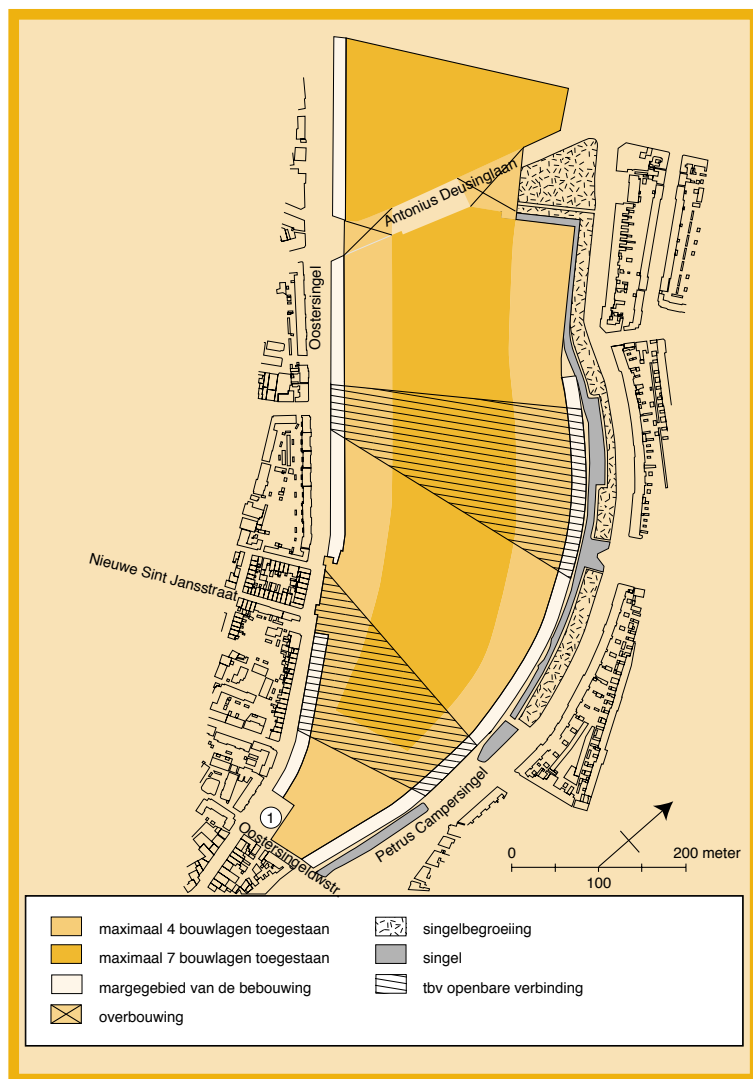 Antonius Deusinglaan
Oostersingel
Nieuwe Sint Jansstraat
1
Oostersingeldwstr
Petrus Campersingel
0 200 meter
100
maximaal 4 bouwlagen toegestaan
maximaal 7 bouwlagen toegestaan
margegebied van de bebouwing
overbouwing
singelbegroeiing
singel
tbv openbare verbinding